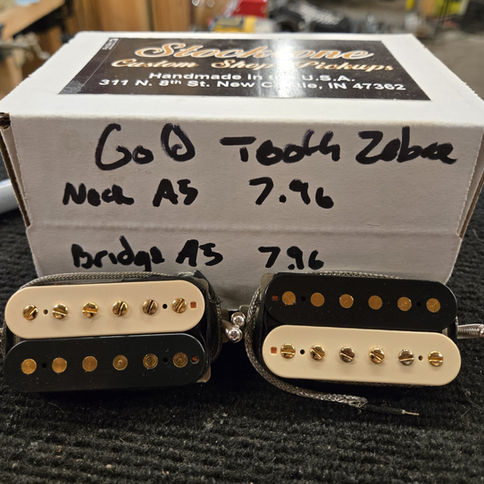 Custom Shop Pickups
Handmade in the U.S.A.
311 N. 8th St. New Castle, IN 47362
GoD Tooth Zebra
Neck A5 7.96
Bridge A5 7.96